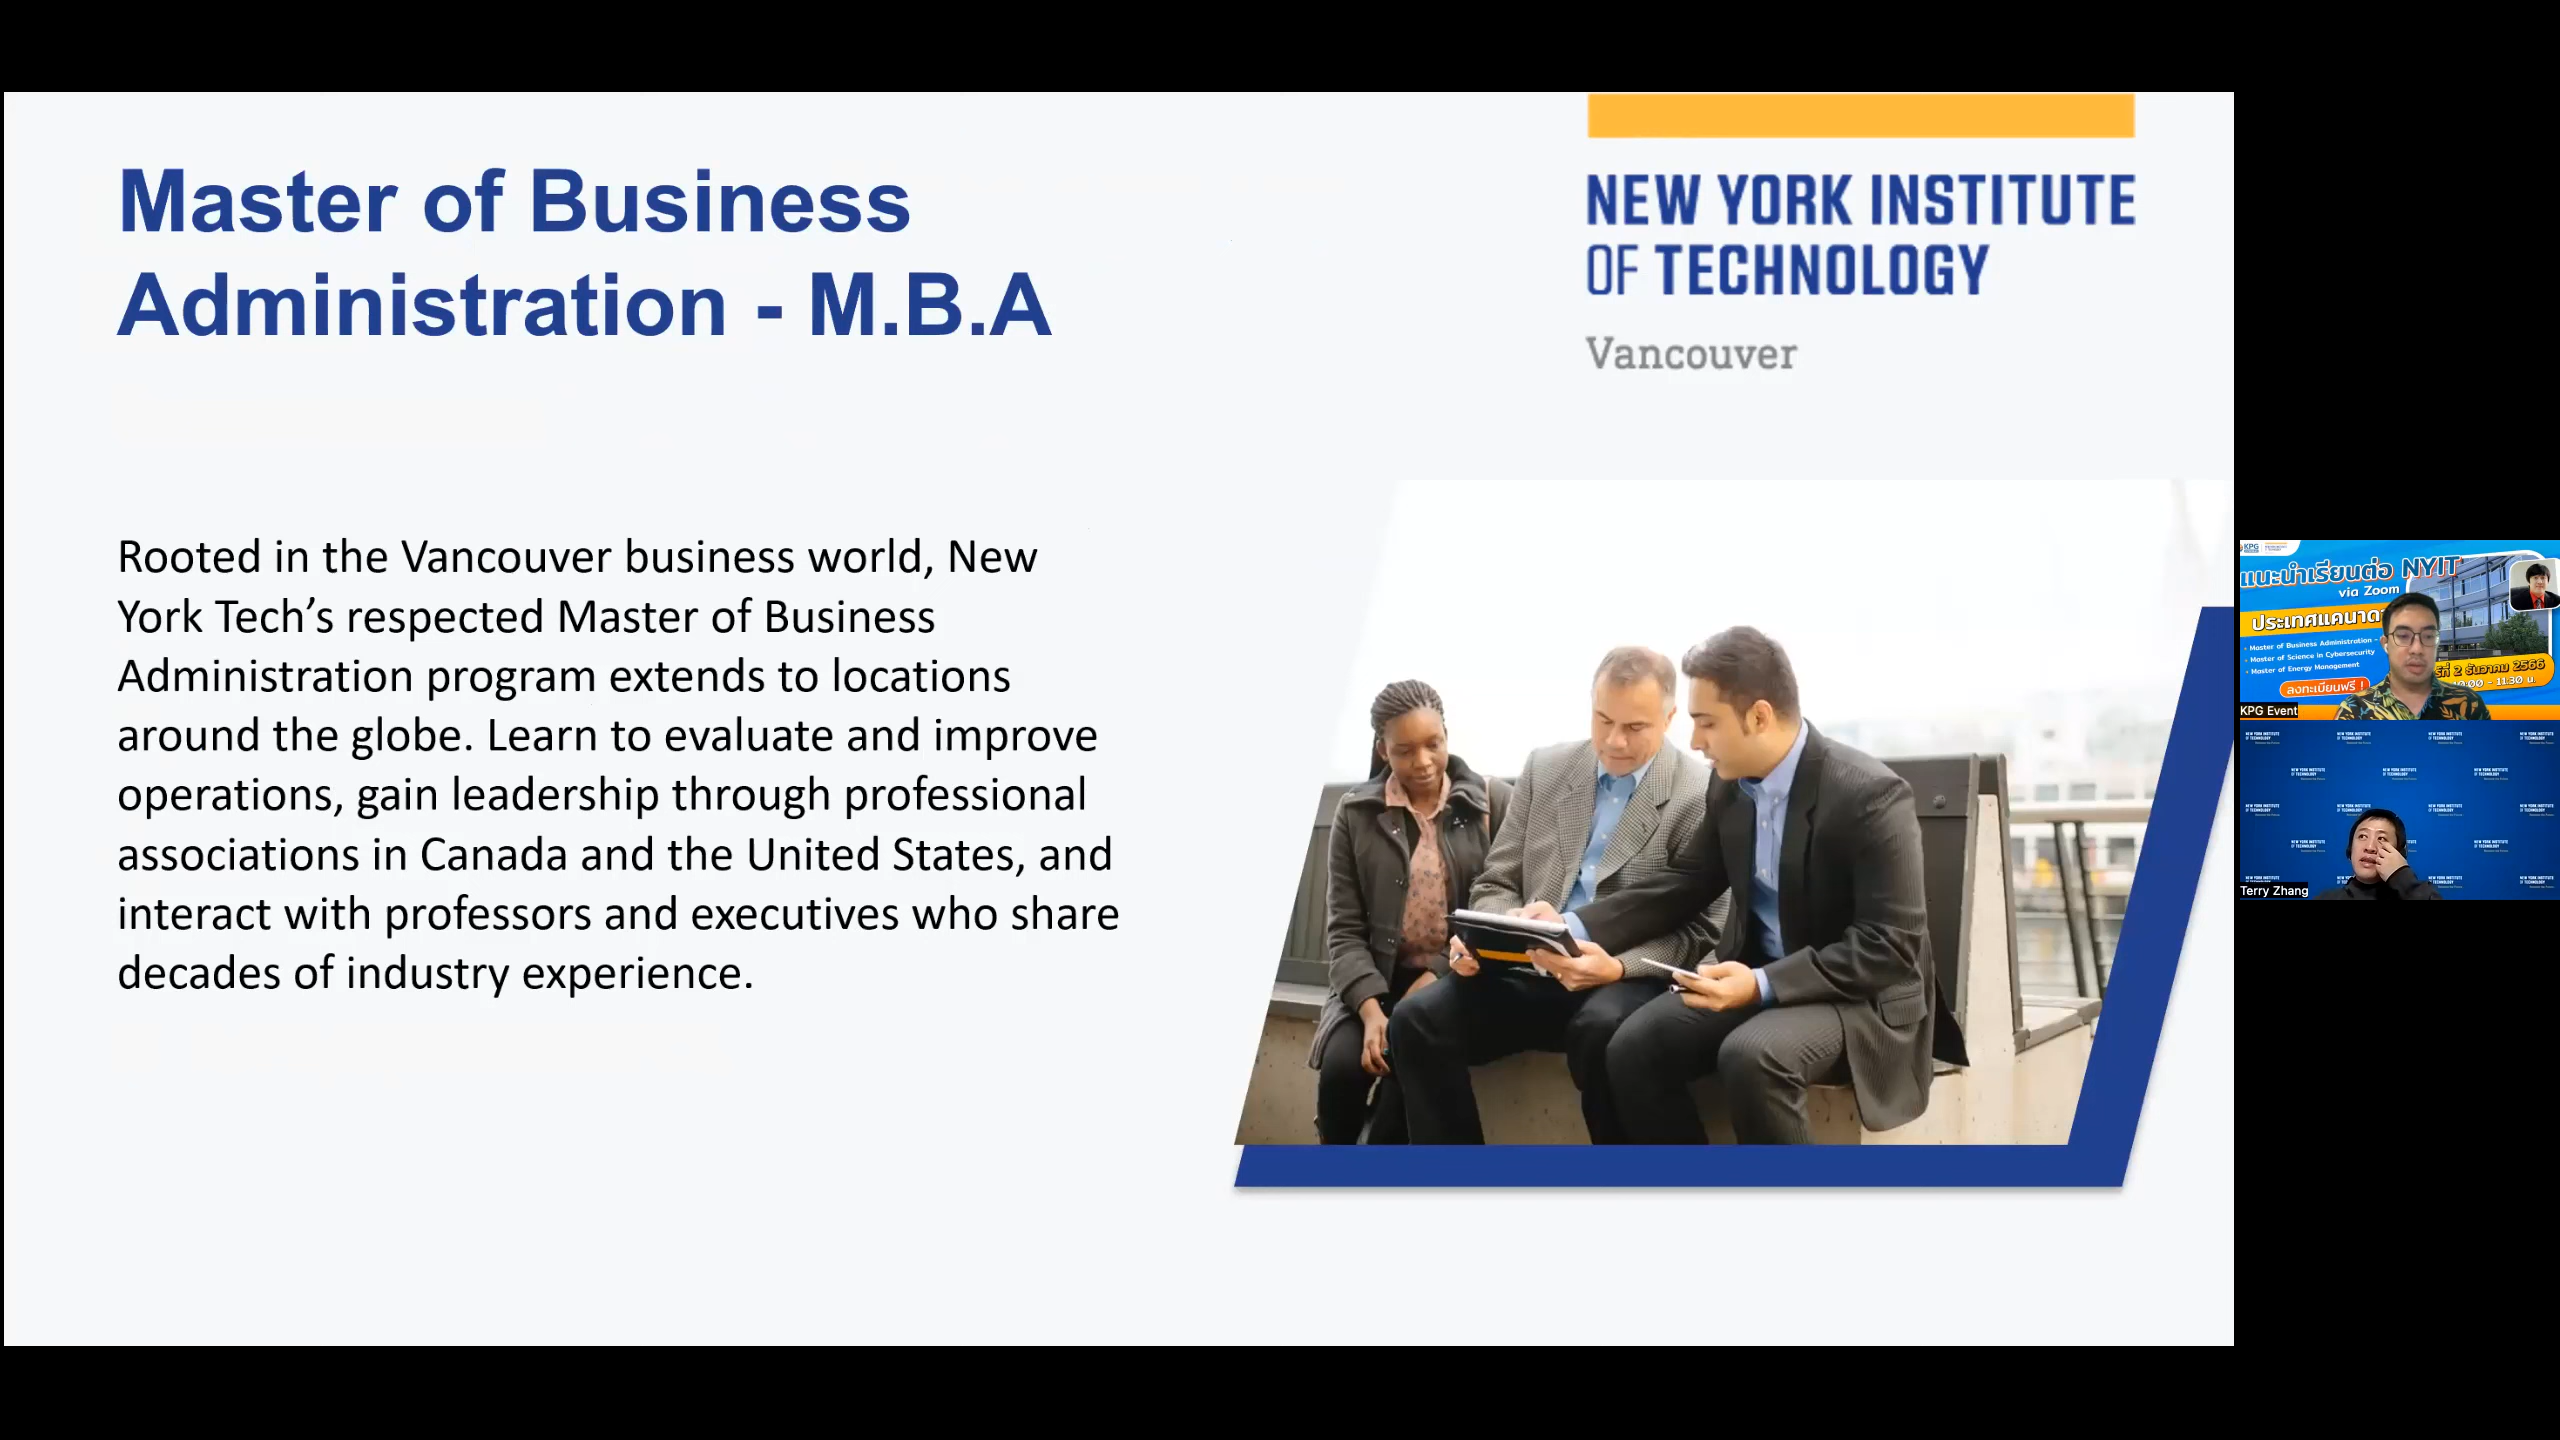 Master of Business
Administration - M.B.A
NEW YORK INSTITUTE
OF TECHNOLOGY
Vancouver
Rooted in the Vancouver business world, New
York Tech’s respected Master of Business
Administration program extends to locations
around the globe. Learn to evaluate and improve
operations, gain leadership through professional
associations in Canada and the United States, and
interact with professors and executives who share
decades of industry experience.
KPG
แนะนำเรียนต่อ NYIT
via Zoom
ประเทศแคนาดา
• Master of Business Administration -
• Master of Science in Cybersecurity
• Master of Energy Management
ที่ 2 ธันวาคม 2566
:00 - 11:30 น.
ลงทะเบียนฟรี !
KPG Event
NEW YORK INSTITUTE
OF TECHNOLOGY
Terry Zhang